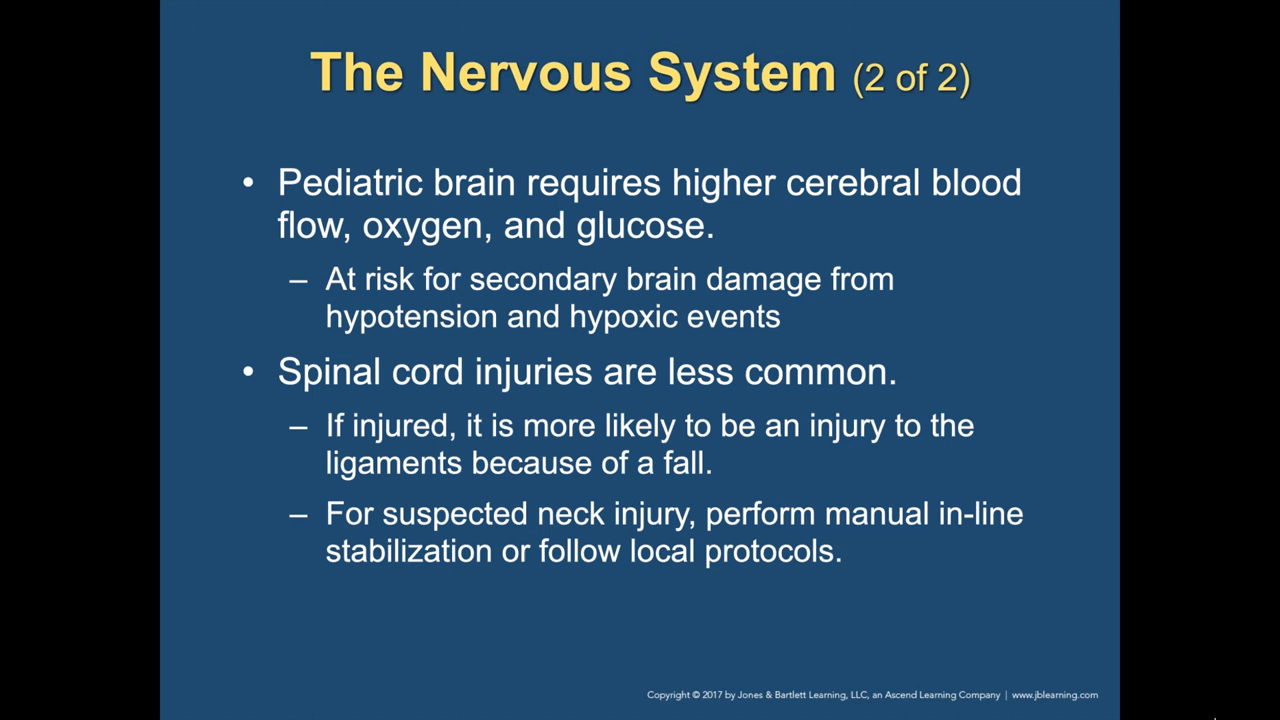 The Nervous System (2 of 2)
• Pediatric brain requires higher cerebral blood
flow, oxygen, and glucose.
– At risk for secondary brain damage from
hypotension and hypoxic events
• Spinal cord injuries are less common.
– If injured, it is more likely to be an injury to the
ligaments because of a fall.
– For suspected neck injury, perform manual in-line
stabilization or follow local protocols.
Copyright © 2017 by Jones & Bartlett Learning, LLC, an Ascend Learning Company | www.jblearning.com